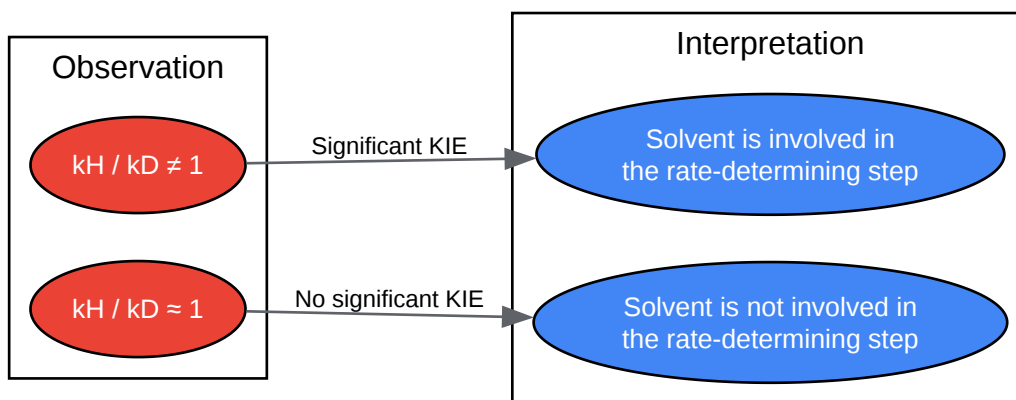 Observation
kH / kD ≠ 1
kH / kD ≈ 1
Significant KIE
No significant KIE
Interpretation
Solvent is involved in
the rate-determining step
Solvent is not involved in
the rate-determining step